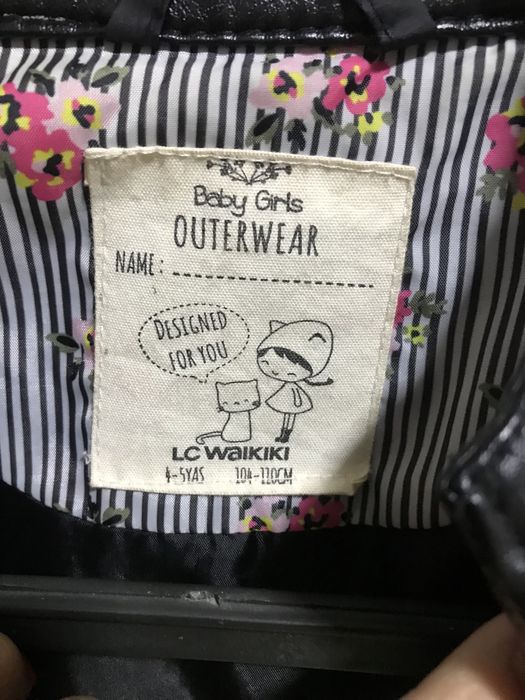 Baby Girls
OUTERWEAR
NAME:
DESIGNED
FOR YOU
LC WAIKIKI
4-5YAS 104-110CM